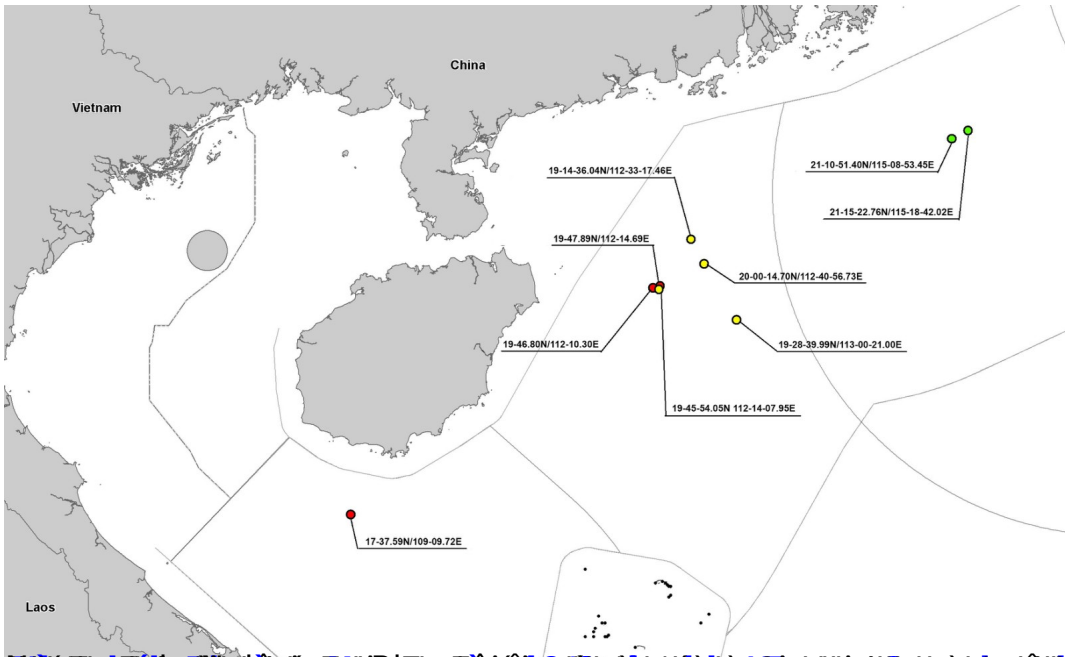 China
Vietnam
21-10-51.40N/115-08-53.45E
19-14-36.04N/112-33-17.46E
21-15-22.76N/115-18-42.02E
19-47.89N/112-14.69E
20-00-14.70N/112-40-56.73E
19-46.80N/112-10.30E
19-28-39.99N/113-00-21.00E
19-45-54.05N 112-14-07.95E
17-37.59N/109-09.72E
Laos